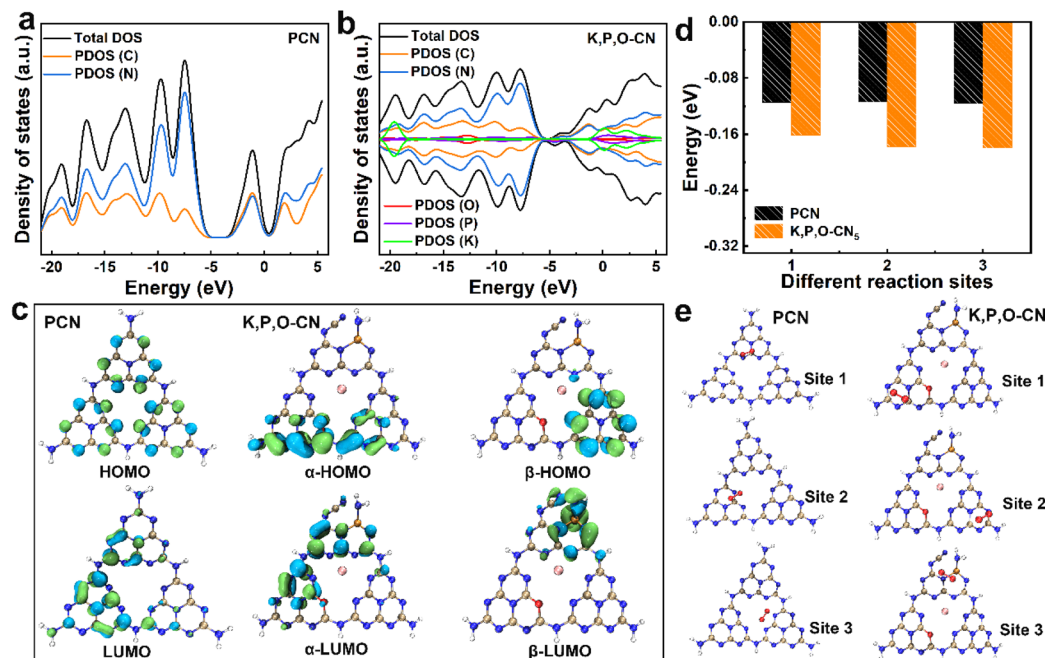 a
PCN
Total DOS
PDOS (C)
PDOS (N)
Density of states (a.u.)
-20 -15 -10 -5 0 5
Energy (eV)
b
K,P,O-CN
Total DOS
PDOS (C)
PDOS (N)
PDOS (O)
PDOS (P)
PDOS (K)
Density of states (a.u.)
-20 -15 -10 -5 0 5
Energy (eV)
d
0.00
-0.08
-0.16
-0.24
-0.32
Energy (eV)
PCN
K,P,O-CN₅
1 2 3
Different reaction sites
c
PCN K,P,O-CN
HOMO α-HOMO β-HOMO
LUMO α-LUMO β-LUMO
e
PCN K,P,O-CN
Site 1 Site 1
Site 2 Site 2
Site 3 Site 3